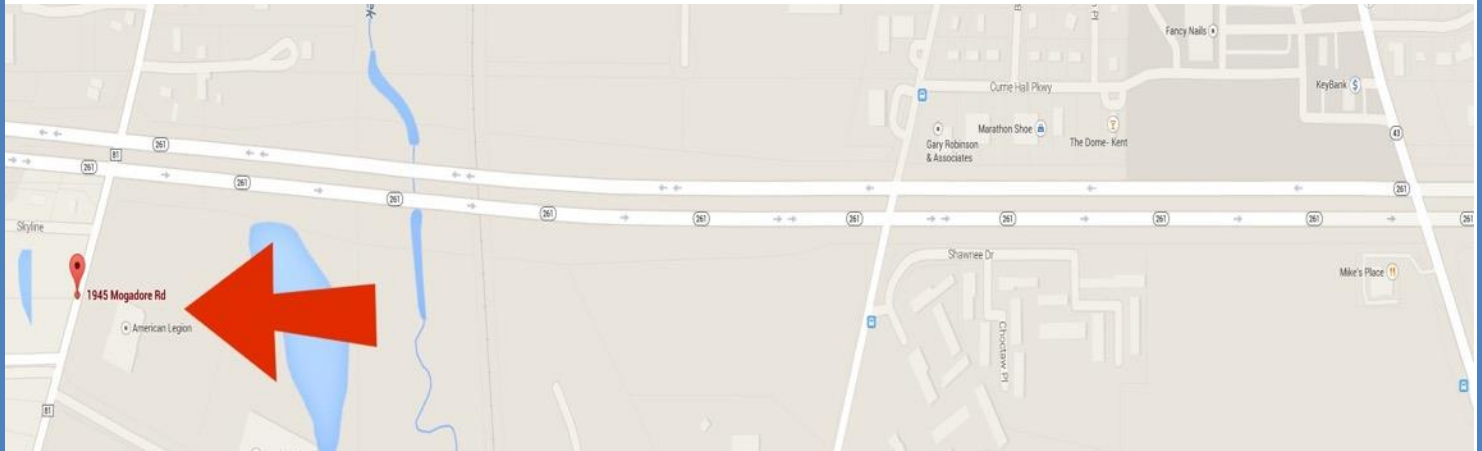 ek
Pl
Fancy Nails
KeyBank $
Currie Hall Pkwy
Marathon Shoe
The Dome- Kent
Gary Robinson
& Associates
43
261
81
261
261
261
261
261
261
261
261
261
261
261
Skyline
Shawnee Dr
Mike's Place
1945 Mogadore Rd
American Legion
Choctaw Pl
81